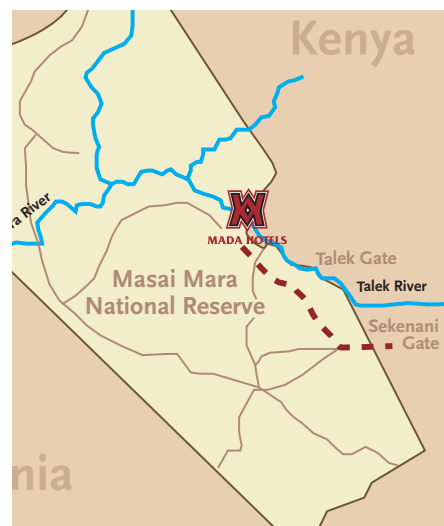 Kenya
ra River
MADA HOTELS
Talek Gate
Masai Mara
National Reserve
Talek River
Sekenani
Gate
nia